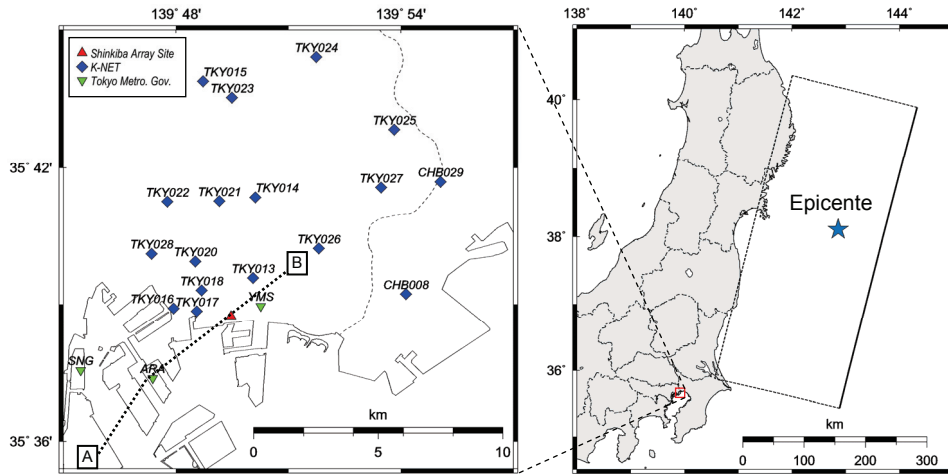 139˚48'
139˚54'
35˚42'
35˚36'
Shinkiba Array Site
K-NET
Tokyo Metro. Gov.
TKY024
TKY015
TKY023
TKY025
CHB029
TKY027
TKY022
TKY021
TKY014
TKY026
TKY028
TKY020
B
TKY013
TKY018
CHB008
TKY016
TKY017
YMS
SNG
ARA
A
km
0
5
10
138˚
140˚
142˚
144˚
40˚
38˚
36˚
Epicente
km
0
50
100
150
200
300